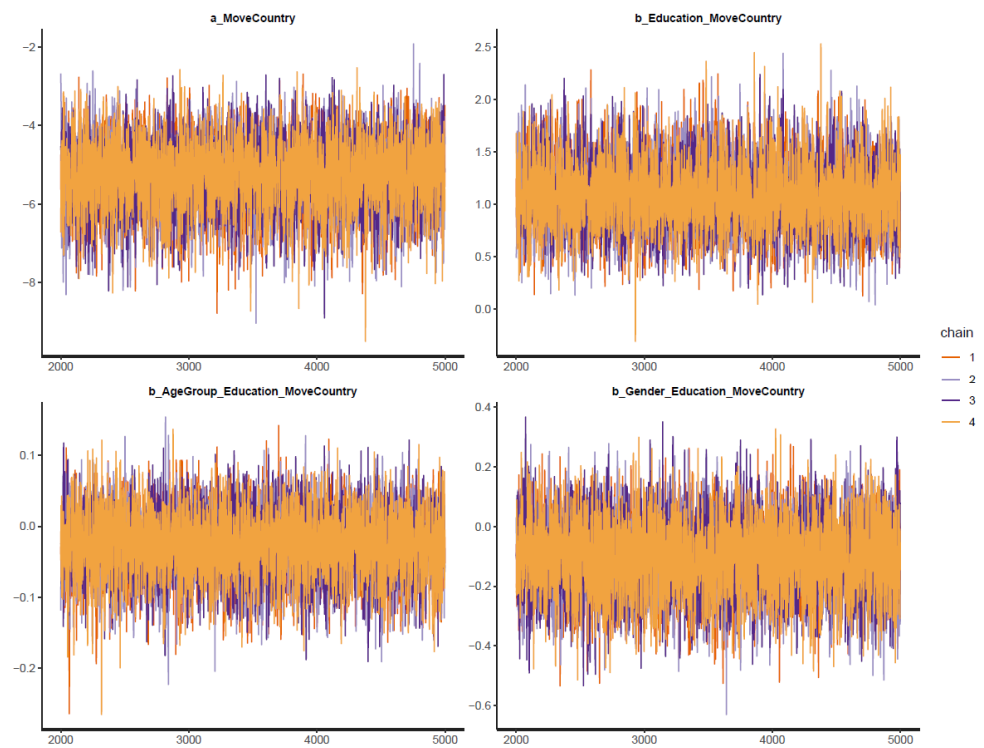 a_MoveCountry
−2
−4
−6
−8
2000 3000 4000 5000
b_Education_MoveCountry
2.5
2.0
1.5
1.0
0.5
0.0
2000 3000 4000 5000
b_AgeGroup_Education_MoveCountry
0.1
0.0
−0.1
−0.2
2000 3000 4000 5000
b_Gender_Education_MoveCountry
0.4
0.2
0.0
−0.2
−0.4
−0.6
2000 3000 4000 5000
chain
1
2
3
4